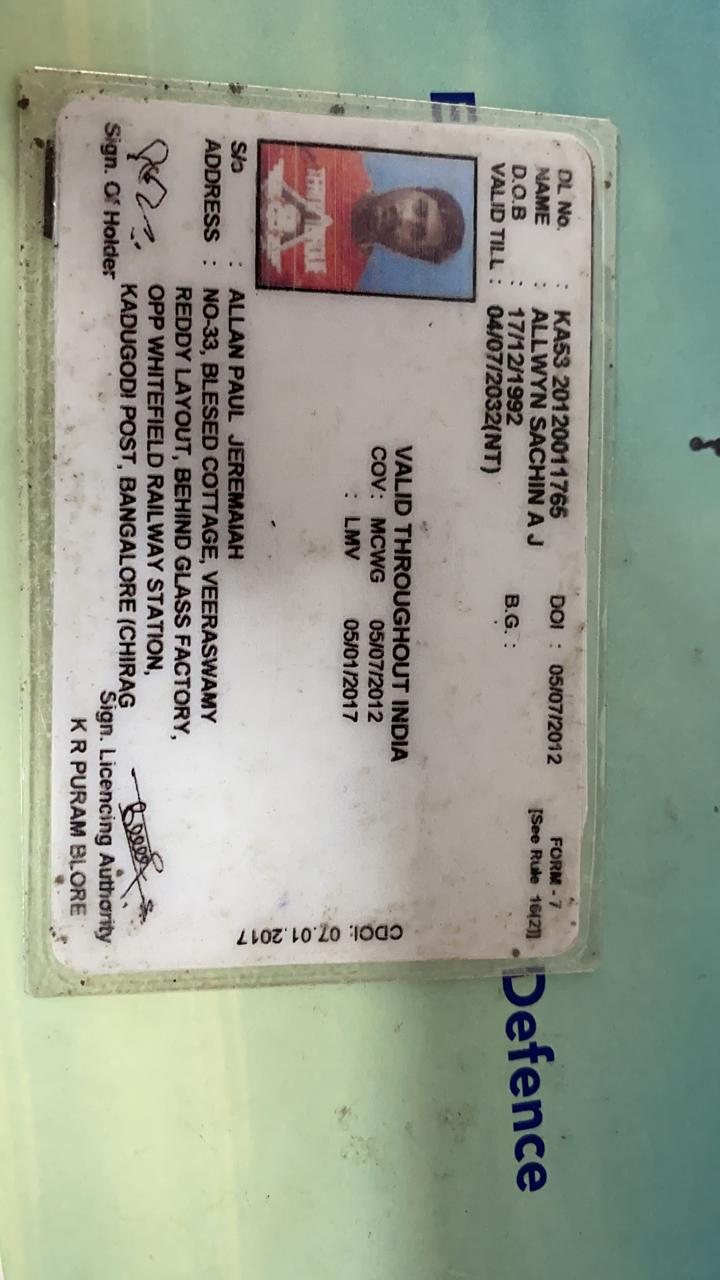 DL No. : KA53 20120011765 DOI : 05/07/2012 FORM - 7
NAME : ALLWYN SACHIN A J [See Rule 16(2)]
D.O.B : 17/12/1992 B.G. :
VALID TILL : 04/07/2032(NT)
VALID THROUGHOUT INDIA
COV : MCWG 05/07/2012
: LMV 05/01/2017
S/o : ALLAN PAUL JEREMAIAH
ADDRESS : NO-33, BLESED COTTAGE, VEERASWAMY
REDDY LAYOUT, BEHIND GLASS FACTORY,
OPP WHITEFIELD RAILWAY STATION,
KADUGODI POST, BANGALORE (CHIRAG
Sign. Of Holder
Sign. Licencing Authority
K R PURAM BLORE
CDOI: 07.01.2017
Defence